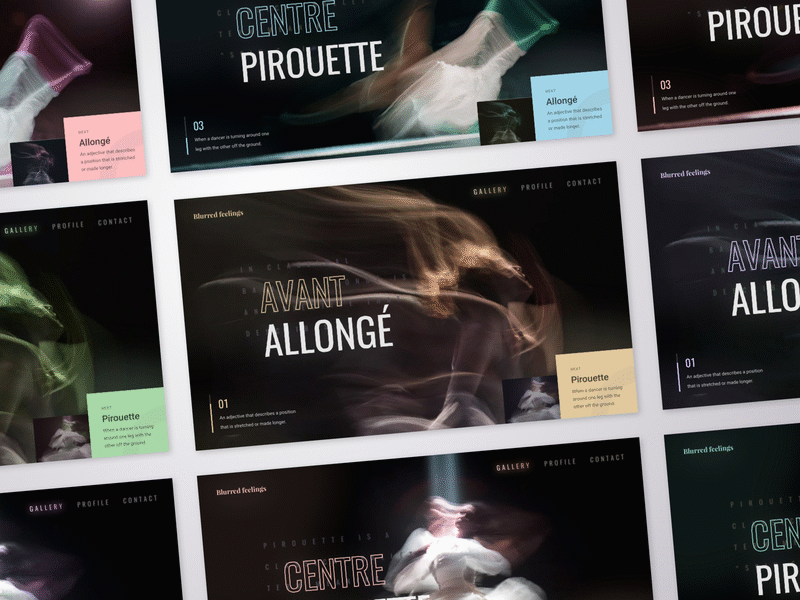 CENTRE
PIROUETTE
03
When a dancer is turning around one
leg with the other off the ground.
NEXT
Allongé
An adjective that describes
a position that is stretched
or made longer.
NEXT
Allongé
An adjective that describes
a position that is stretched
or made longer.
PIROUE
03
When a dancer is turning around one
leg with the other off the ground.
GALLERY PROFILE CONTACT
NEXT
Pirouette
When a dancer is turning
around one leg with the
other off the ground.
Blurred feelings
GALLERY PROFILE CONTACT
IN CLASSICAL
AVANT
ALLONGÉ
01
An adjective that describes a position
that is stretched or made longer.
NEXT
Pirouette
When a dancer is turning
around one leg with the
other off the ground.
Blurred feelings
AVANT
ALLO
01
An adjective that describes a position
that is stretched or made longer.
GALLERY PROFILE CONTACT
Blurred feelings
GALLERY PROFILE CONTACT
PIROUETTE IS A
CENTRE
Blurred feelings
PIROUETT
CEN
PIR